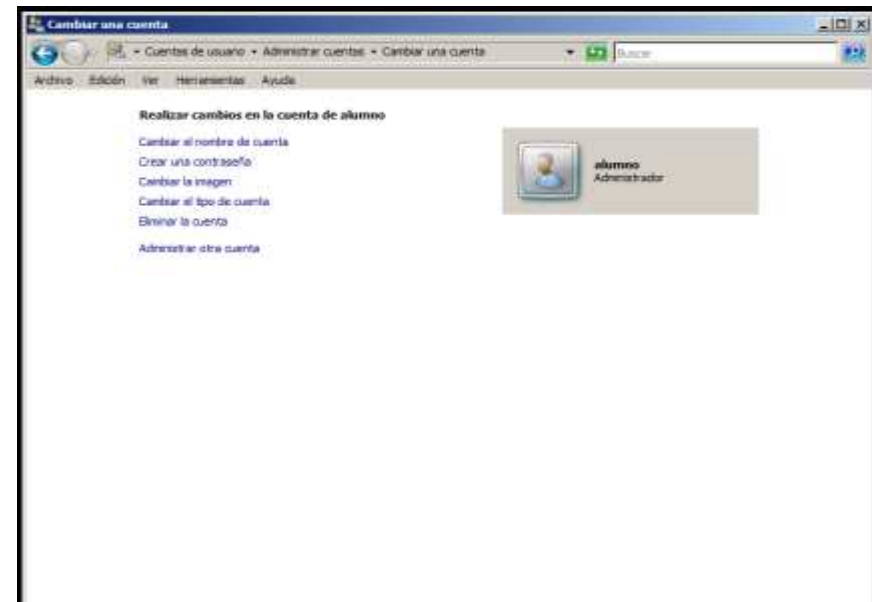 Cambiar una cuenta
Cuentas de usuario Administrar cuentas Cambiar una cuenta Buscar
Archivo Edición Ver Herramientas Ayuda
Realizar cambios en la cuenta de alumno
Cambiar el nombre de cuenta
Crear una contraseña
Cambiar la imagen
Cambiar el tipo de cuenta
Eliminar la cuenta
Administrar otra cuenta
alumno
Administrador